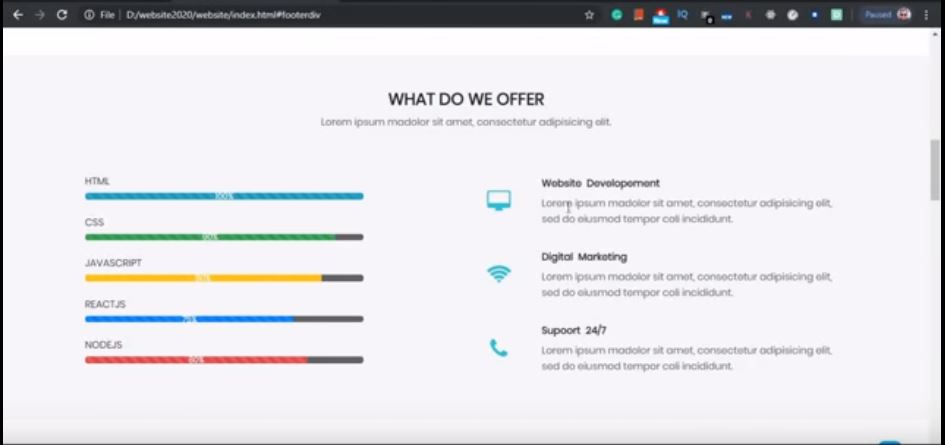 File | D:/website2020/website/index.html#footerdiv
Paused
WHAT DO WE OFFER
Lorem ipsum madolor sit amet, consectetur adipisicing elit.
HTML
100%
CSS
90%
JAVASCRIPT
REACTJS
75%
NODEJS
80%
Website Developement
Lorem ipsum madolor sit amet, consectetur adipisicing elit,
sed do eiusmod tempor coli incididunt.
Digital Marketing
Lorem ipsum madolor sit amet, consectetur adipisicing elit,
sed do eiusmod tempor coli incididunt.
Supoort 24/7
Lorem ipsum madolor sit amet, consectetur adipisicing elit,
sed do eiusmod tempor coli incididunt.